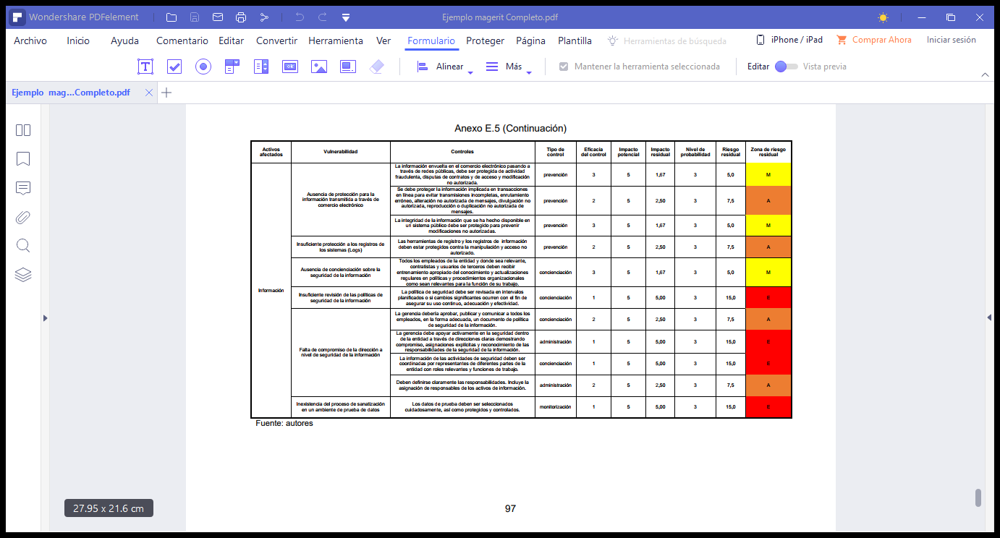 Wondershare PDFelement
Ejemplo magerit Completo.pdf
Archivo Inicio Ayuda Comentario Editar Convertir Herramienta Ver Formulario Proteger Página Plantilla Herramientas de búsqueda iPhone / iPad Comprar Ahora Iniciar sesión
T ok Alinear Más Mantener la herramienta seleccionada Editar Vista previa
Ejemplo mag...Completo.pdf
Anexo E.5 (Continuación)
Activos afectados Vulnerabilidad Controles Tipo de control Eficacia del control Impacto potencial Impacto residual Nivel de probabilidad Riesgo residual Zona de riesgo residual
Información
Ausencia de protección para la
información transmitida a través de
comercio electrónico
La información envuelta en el comercio electrónico pasando a
través de redes públicas, debe ser protegida de actividad
fraudulenta, disputas de contratos y de acceso y modificación
no autorizada.
prevención 3 5 1,67 3 5,0 M
Se debe proteger la información implicada en transacciones
en línea para evitar transmisiones incompletas, enrutamiento
erróneo, alteración no autorizada de mensajes, divulgación no
autorizada, reproducción o duplicación no autorizada de
mensajes.
prevención 2 5 2,50 3 7,5 A
La integridad de la información que se ha hecho disponible en
un sistema público debe ser protegido para prevenir
modificaciones no autorizadas.
prevención 3 5 1,67 3 5,0 M
Insuficiente protección a los registros de
los sistemas (Logs)
Las herramientas de registro y los registros de información
deben estar protegidos contra la manipulación y acceso no
autorizado.
prevención 2 5 2,50 3 7,5 A
Ausencia de concienciación sobre la
seguridad de la información
Todos los empleados de la entidad y donde sea relevante,
contratistas y usuarios de terceros deben recibir
entrenamiento apropiado del conocimiento y actualizaciones
regulares en políticas y procedimientos organizacionales
como sean relevantes para la función de su trabajo.
concienciación 3 5 1,67 3 5,0 M
Insuficiente revisión de las políticas de
seguridad de la información
La política de seguridad debe ser revisada en intervalos
planificados o si cambios significantes ocurren con el fin de
asegurar su uso continuo, adecuación y efectividad.
concienciación 1 5 5,00 3 15,0 E
Falta de compromiso de la dirección a
nivel de seguridad de la información
La gerencia debería aprobar, publicar y comunicar a todos los
empleados, en la forma adecuada, un documento de política
de seguridad de la información.
concienciación 2 5 2,50 3 7,5 A
La gerencia debe apoyar activamente en la seguridad dentro
de la entidad a través de direcciones claras demostrando
compromiso, asignaciones explícitas y reconocimiento de las
responsabilidades de la seguridad de la información.
administración 1 5 5,00 3 15,0 E
La información de las actividades de seguridad deben ser
coordinadas por representantes de diferentes partes de la
entidad con roles relevantes y funciones de trabajo.
concienciación 1 5 5,00 3 15,0 E
Deben definirse claramente las responsabilidades. Incluye la
asignación de responsables de los activos de información.
administración 2 5 2,50 3 7,5 A
Inexistencia del proceso de sanatización
en un ambiente de prueba de datos
Los datos de prueba deben ser seleccionados
cuidadosamente, así como protegidos y controlados.
monitorización 1 5 5,00 3 15,0 E
Fuente: autores
27.95 x 21.6 cm
97